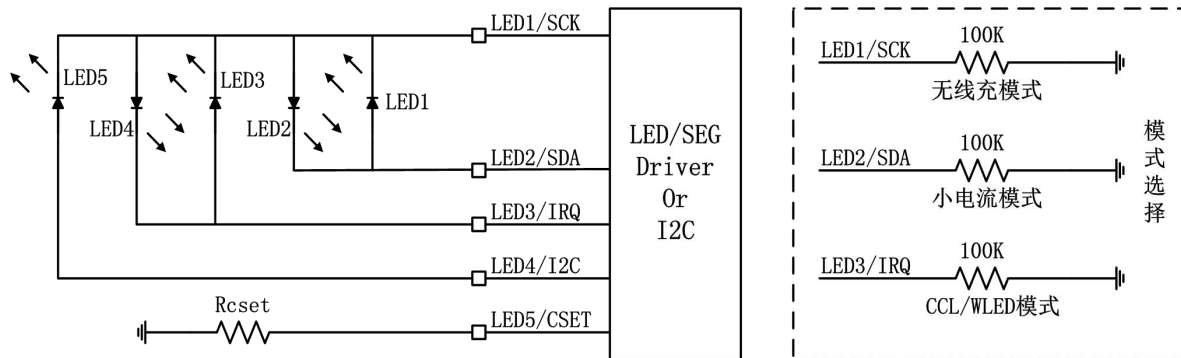 LED1/SCK
LED5
LED4
LED3
LED2
LED1
LED2/SDA
LED3/IRQ
LED4/I2C
Rcset
LED5/CSET
LED/SEG
Driver
Or
I2C
LED1/SCK
100K
无线充模式
LED2/SDA
100K
小电流模式
LED3/IRQ
100K
CCL/WLED模式
模式选择